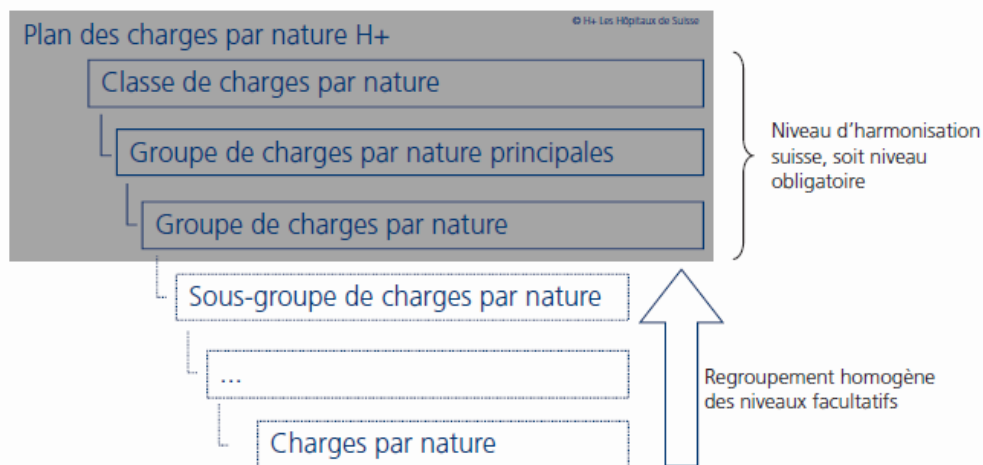 © H+ Les Hôpitaux de Suisse
Plan des charges par nature H+
Classe de charges par nature
Groupe de charges par nature principales
Groupe de charges par nature
Niveau d'harmonisation
suisse, soit niveau
obligatoire
Sous-groupe de charges par nature
...
Charges par nature
Regroupement homogène
des niveaux facultatifs